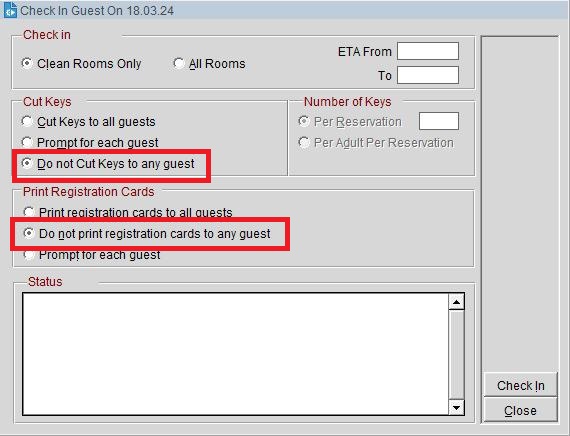 Check In Guest On 18.03.24
Check in
Clean Rooms Only
All Rooms
ETA From
To
Cut Keys
Cut Keys to all guests
Prompt for each guest
Do not Cut Keys to any guest
Number of Keys
Per Reservation
Per Adult Per Reservation
Print Registration Cards
Print registration cards to all guests
Do not print registration cards to any guest
Prompt for each guest
Status
Check In
Close